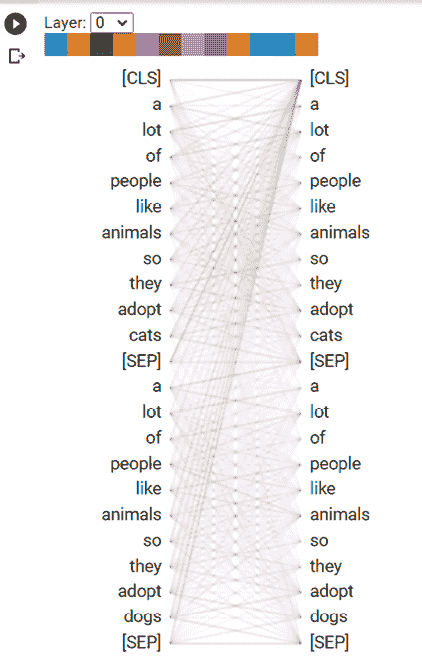 Layer: 0
[CLS] [CLS]
a a
lot lot
of of
people people
like like
animals animals
so so
they they
adopt adopt
cats cats
[SEP] [SEP]
a a
lot lot
of of
people people
like like
animals animals
so so
they they
adopt adopt
dogs dogs
[SEP] [SEP]